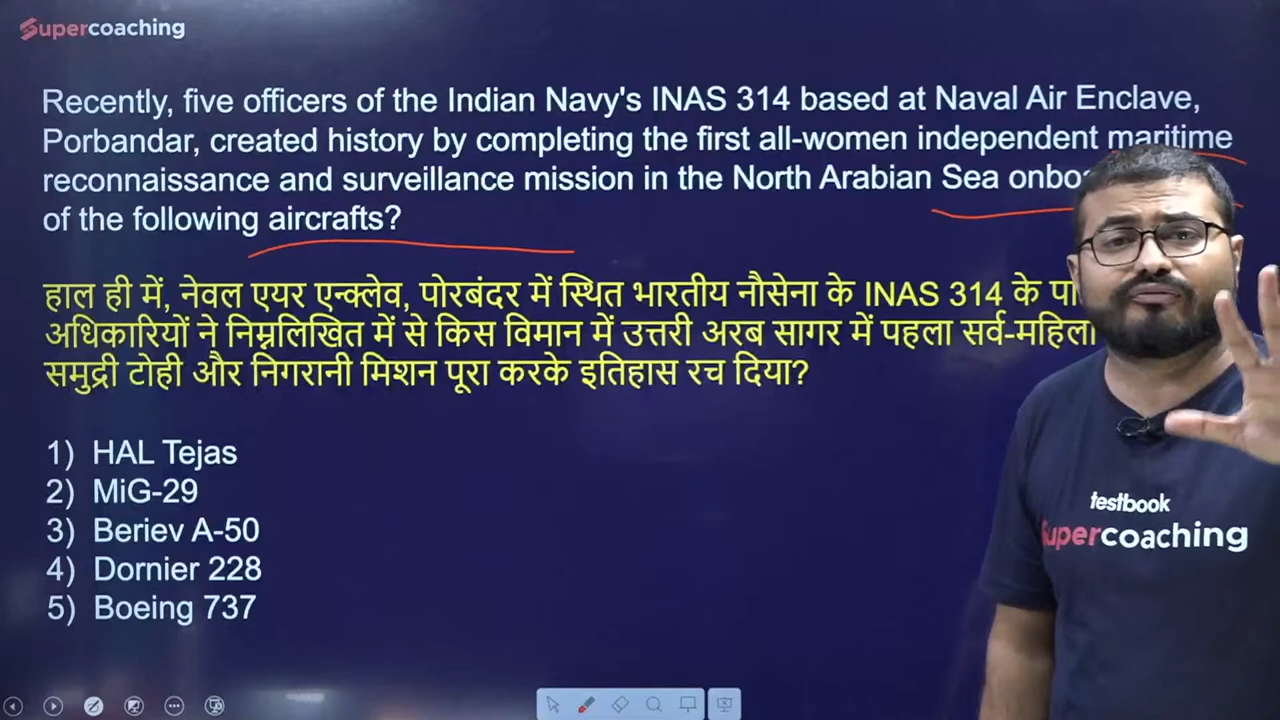 Supercoaching
Recently, five officers of the Indian Navy's INAS 314 based at Naval Air Enclave,
Porbandar, created history by completing the first all-women independent maritime
reconnaissance and surveillance mission in the North Arabian Sea
of the following aircrafts?
हाल ही में, नेवल एयर एन्क्लेव, पोरबंदर में स्थित भारतीय नौसेना के INAS 314 के
अधिकारियों ने निम्नलिखित में से किस विमान में उत्तरी अरब सागर में पहला सर्व-महिला
समुद्री टोही और निगरानी मिशन पूरा करके इतिहास रच दिया?
1) HAL Tejas
2) MiG-29
3) Beriev A-50
4) Dornier 228
5) Boeing 737
testbook
Supercoaching